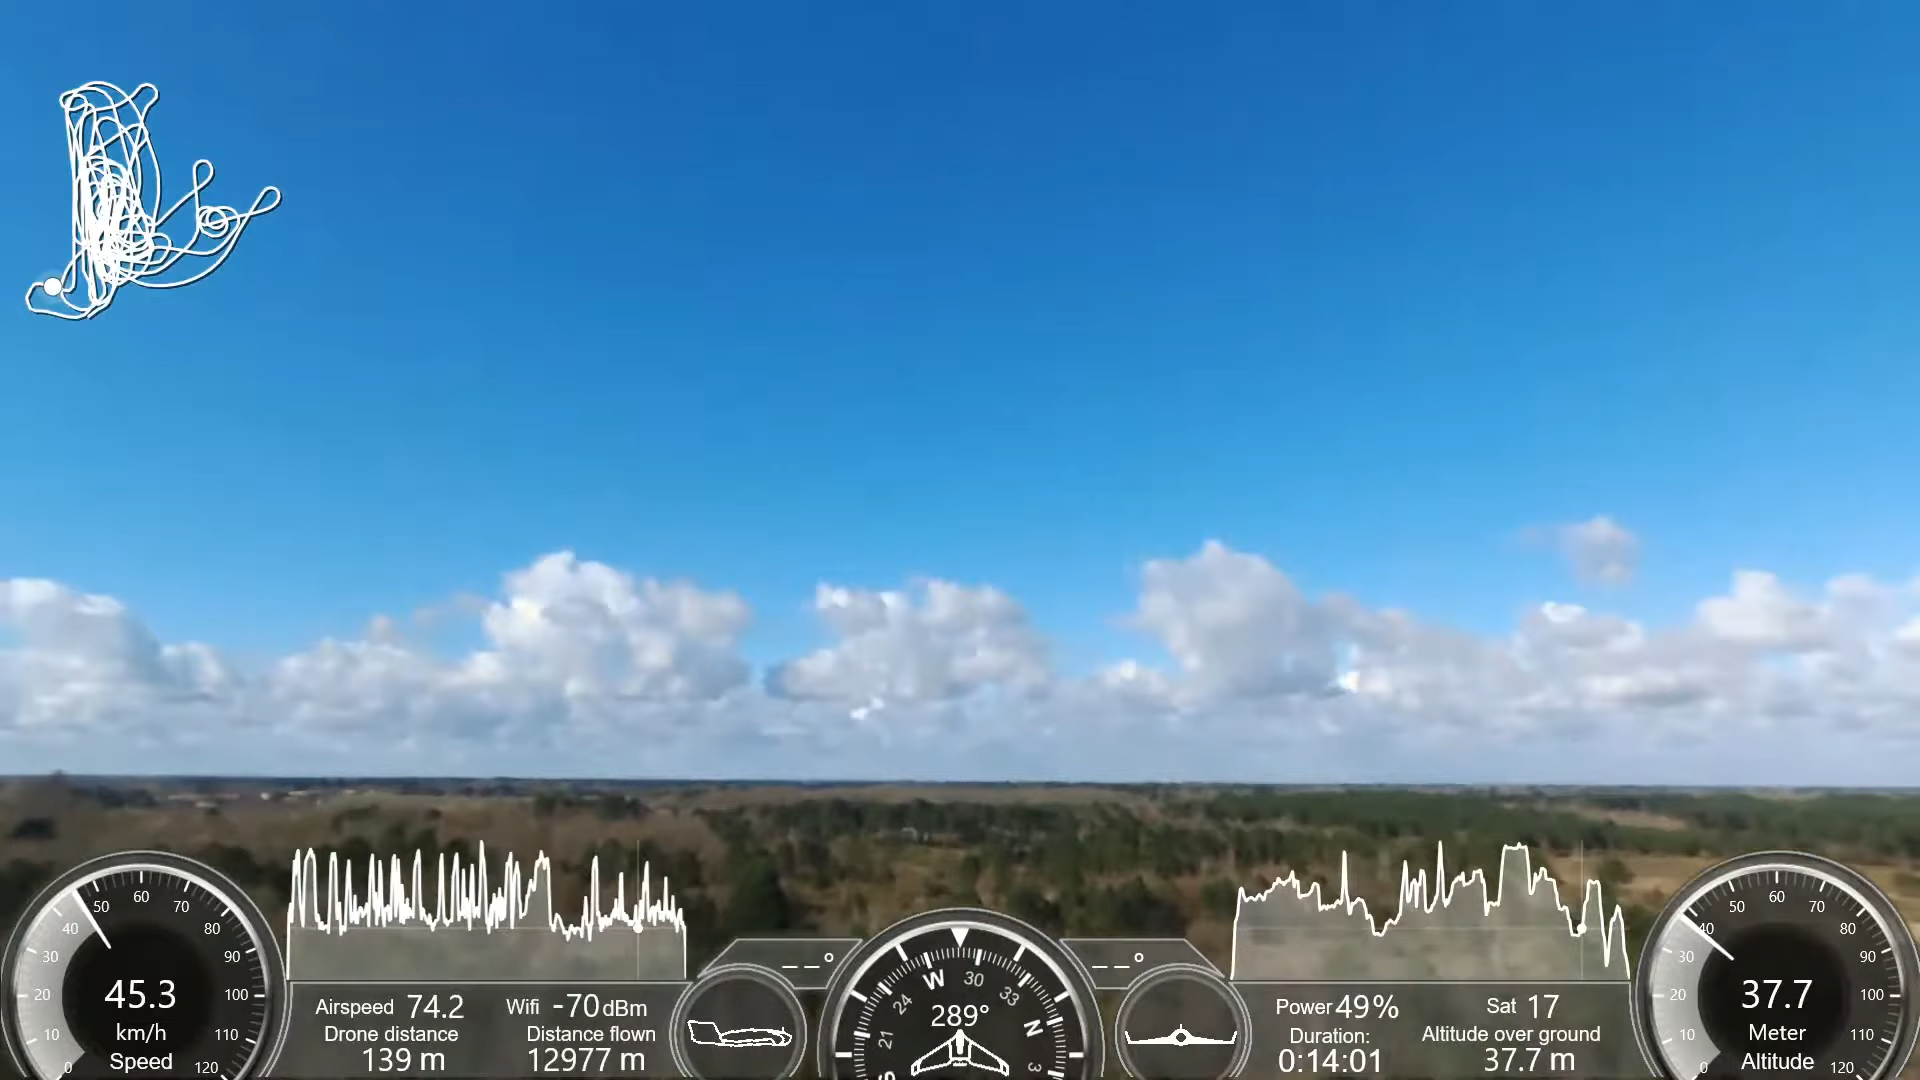 50 60 70
40 80
30 90
20 100
10 110
0 120
45.3
km/h
Speed
Airspeed 74.2 Wifi -70dBm
Drone distance Distance flown
139 m 12977 m
--°
W 30
24 33
289°
21 N
S 3
--°
Power 49% Sat 17
Duration: Altitude over ground
0:14:01 37.7 m
50 60 70
40 80
30 90
20 100
10 110
0 120
37.7
Meter
Altitude